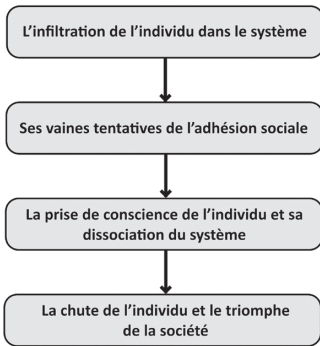 L'infiltration de l'individu dans le système
Ses vaines tentatives de l'adhésion sociale
La prise de conscience de l'individu et sa
dissociation du système
La chute de l'individu et le triomphe
de la société